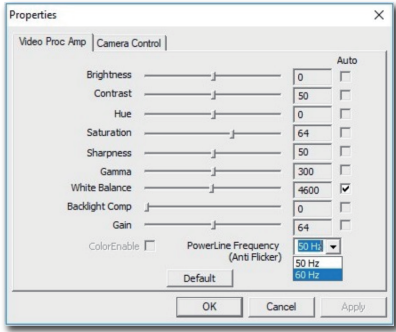 Properties
Video Proc Amp Camera Control
Auto
Brightness 0
Contrast 50
Hue 0
Saturation 64
Sharpness 50
Gamma 300
White Balance 4600
Backlight Comp 0
Gain 64
ColorEnable PowerLine Frequency (Anti Flicker) 50 Hz
50 Hz
60 Hz
Default
OK Cancel Apply